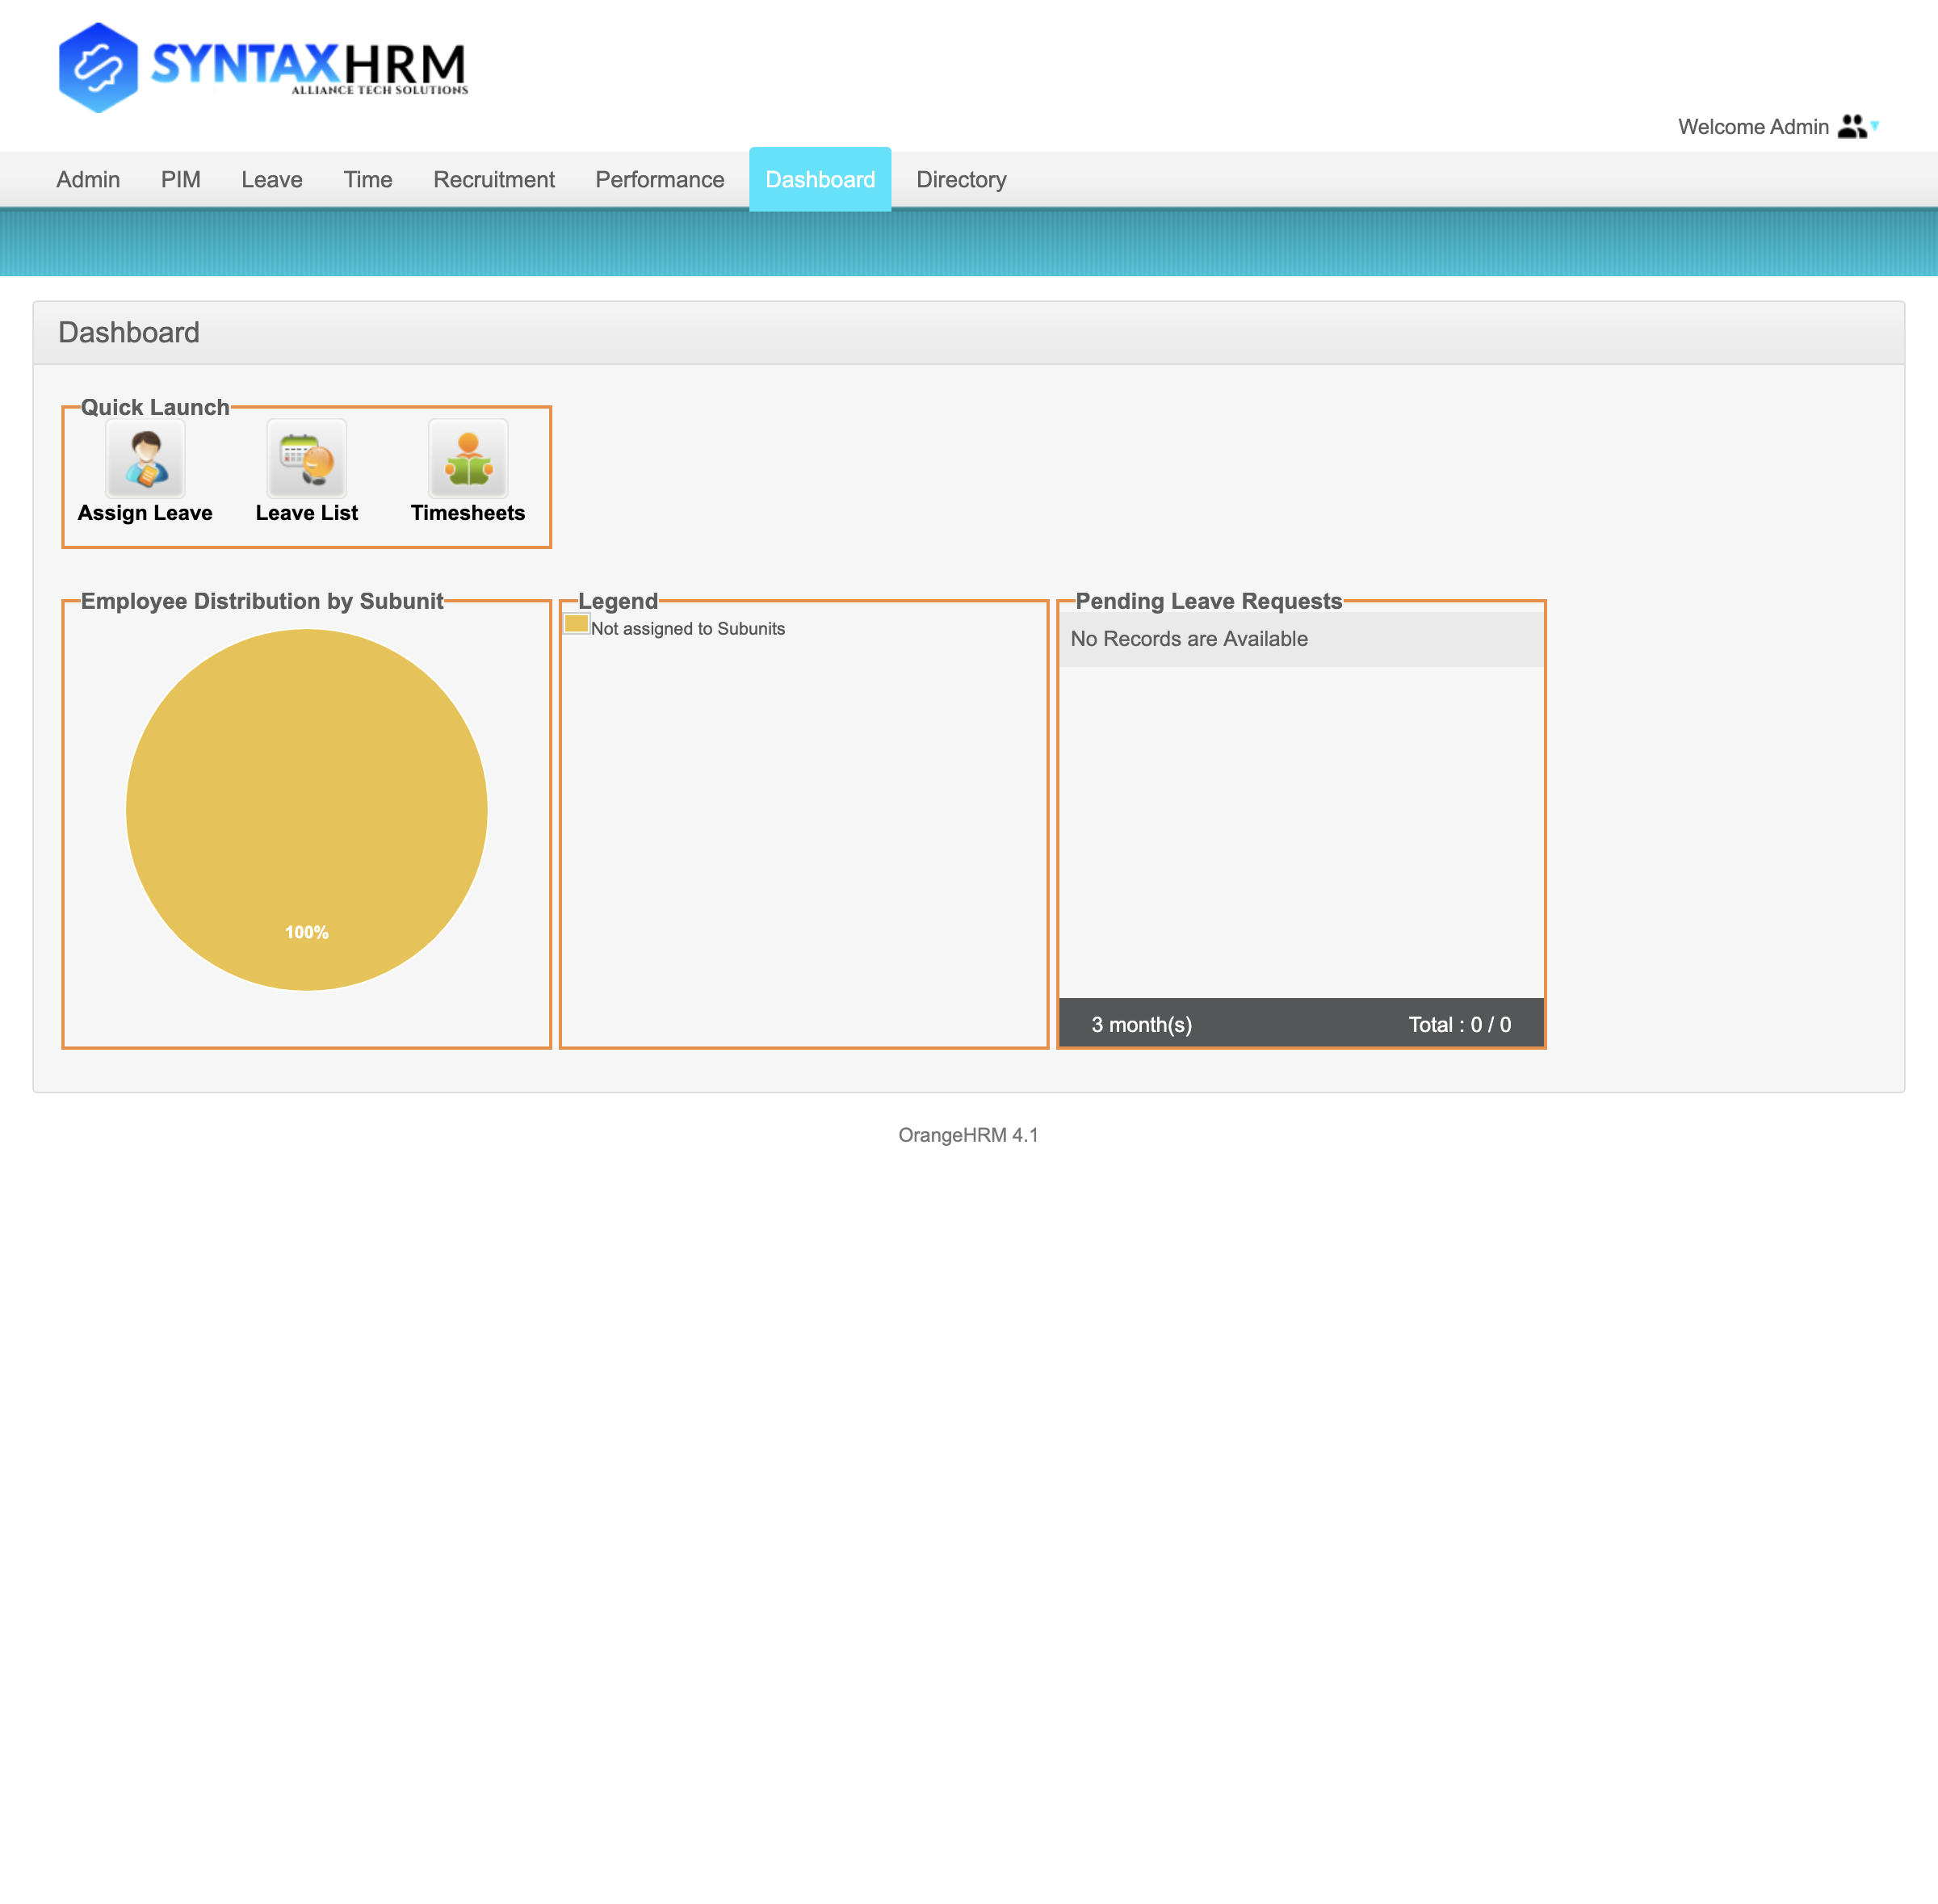 SYNTAXHRM
ALLIANCE TECH SOLUTIONS
Welcome Admin
Admin PIM Leave Time Recruitment Performance Dashboard Directory
Dashboard
Quick Launch
Assign Leave Leave List Timesheets
Employee Distribution by Subunit
100%
Legend
Not assigned to Subunits
Pending Leave Requests
No Records are Available
3 month(s) Total : 0 / 0
OrangeHRM 4.1